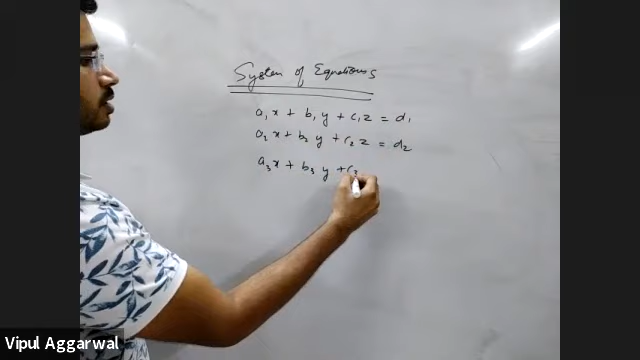 System of Equations
a₁x + b₁y + c₁z = d₁
a₂x + b₂y + c₂z = d₂
a₃x + b₃y + c₃
Vipul Aggarwal